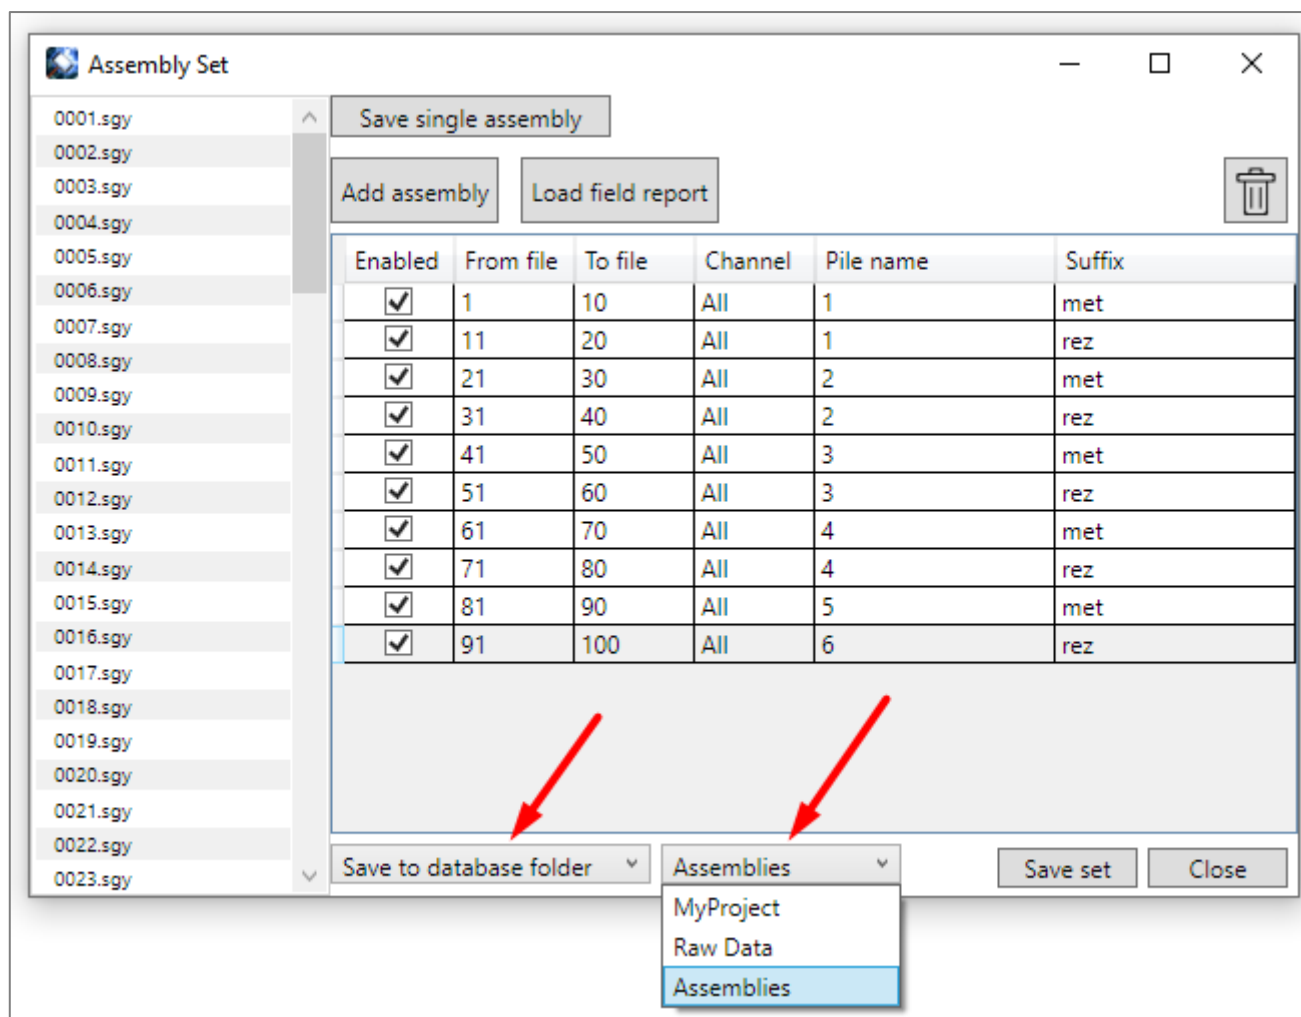 Assembly Set
0001.sgy
0002.sgy
0003.sgy
0004.sgy
0005.sgy
0006.sgy
0007.sgy
0008.sgy
0009.sgy
0010.sgy
0011.sgy
0012.sgy
0013.sgy
0014.sgy
0015.sgy
0016.sgy
0017.sgy
0018.sgy
0019.sgy
0020.sgy
0021.sgy
0022.sgy
0023.sgy
Save single assembly
Add assembly Load field report
Enabled From file To file Channel Pile name Suffix
1 10 All 1 met
11 20 All 1 rez
21 30 All 2 met
31 40 All 2 rez
41 50 All 3 met
51 60 All 3 rez
61 70 All 4 met
71 80 All 4 rez
81 90 All 5 met
91 100 All 6 rez
Save to database folder Assemblies Save set Close
MyProject
Raw Data
Assemblies